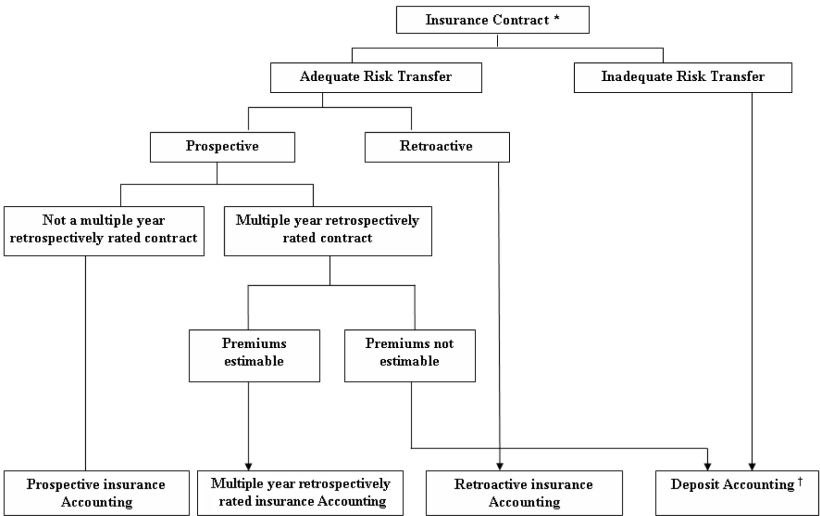 Insurance Contract *
Adequate Risk Transfer
Inadequate Risk Transfer
Prospective
Retroactive
Not a multiple year
retrospectively rated contract
Multiple year retrospectively
rated contract
Premiums
estimable
Premiums not
estimable
Prospective insurance
Accounting
Multiple year retrospectively
rated insurance Accounting
Retroactive insurance
Accounting
Deposit Accounting †